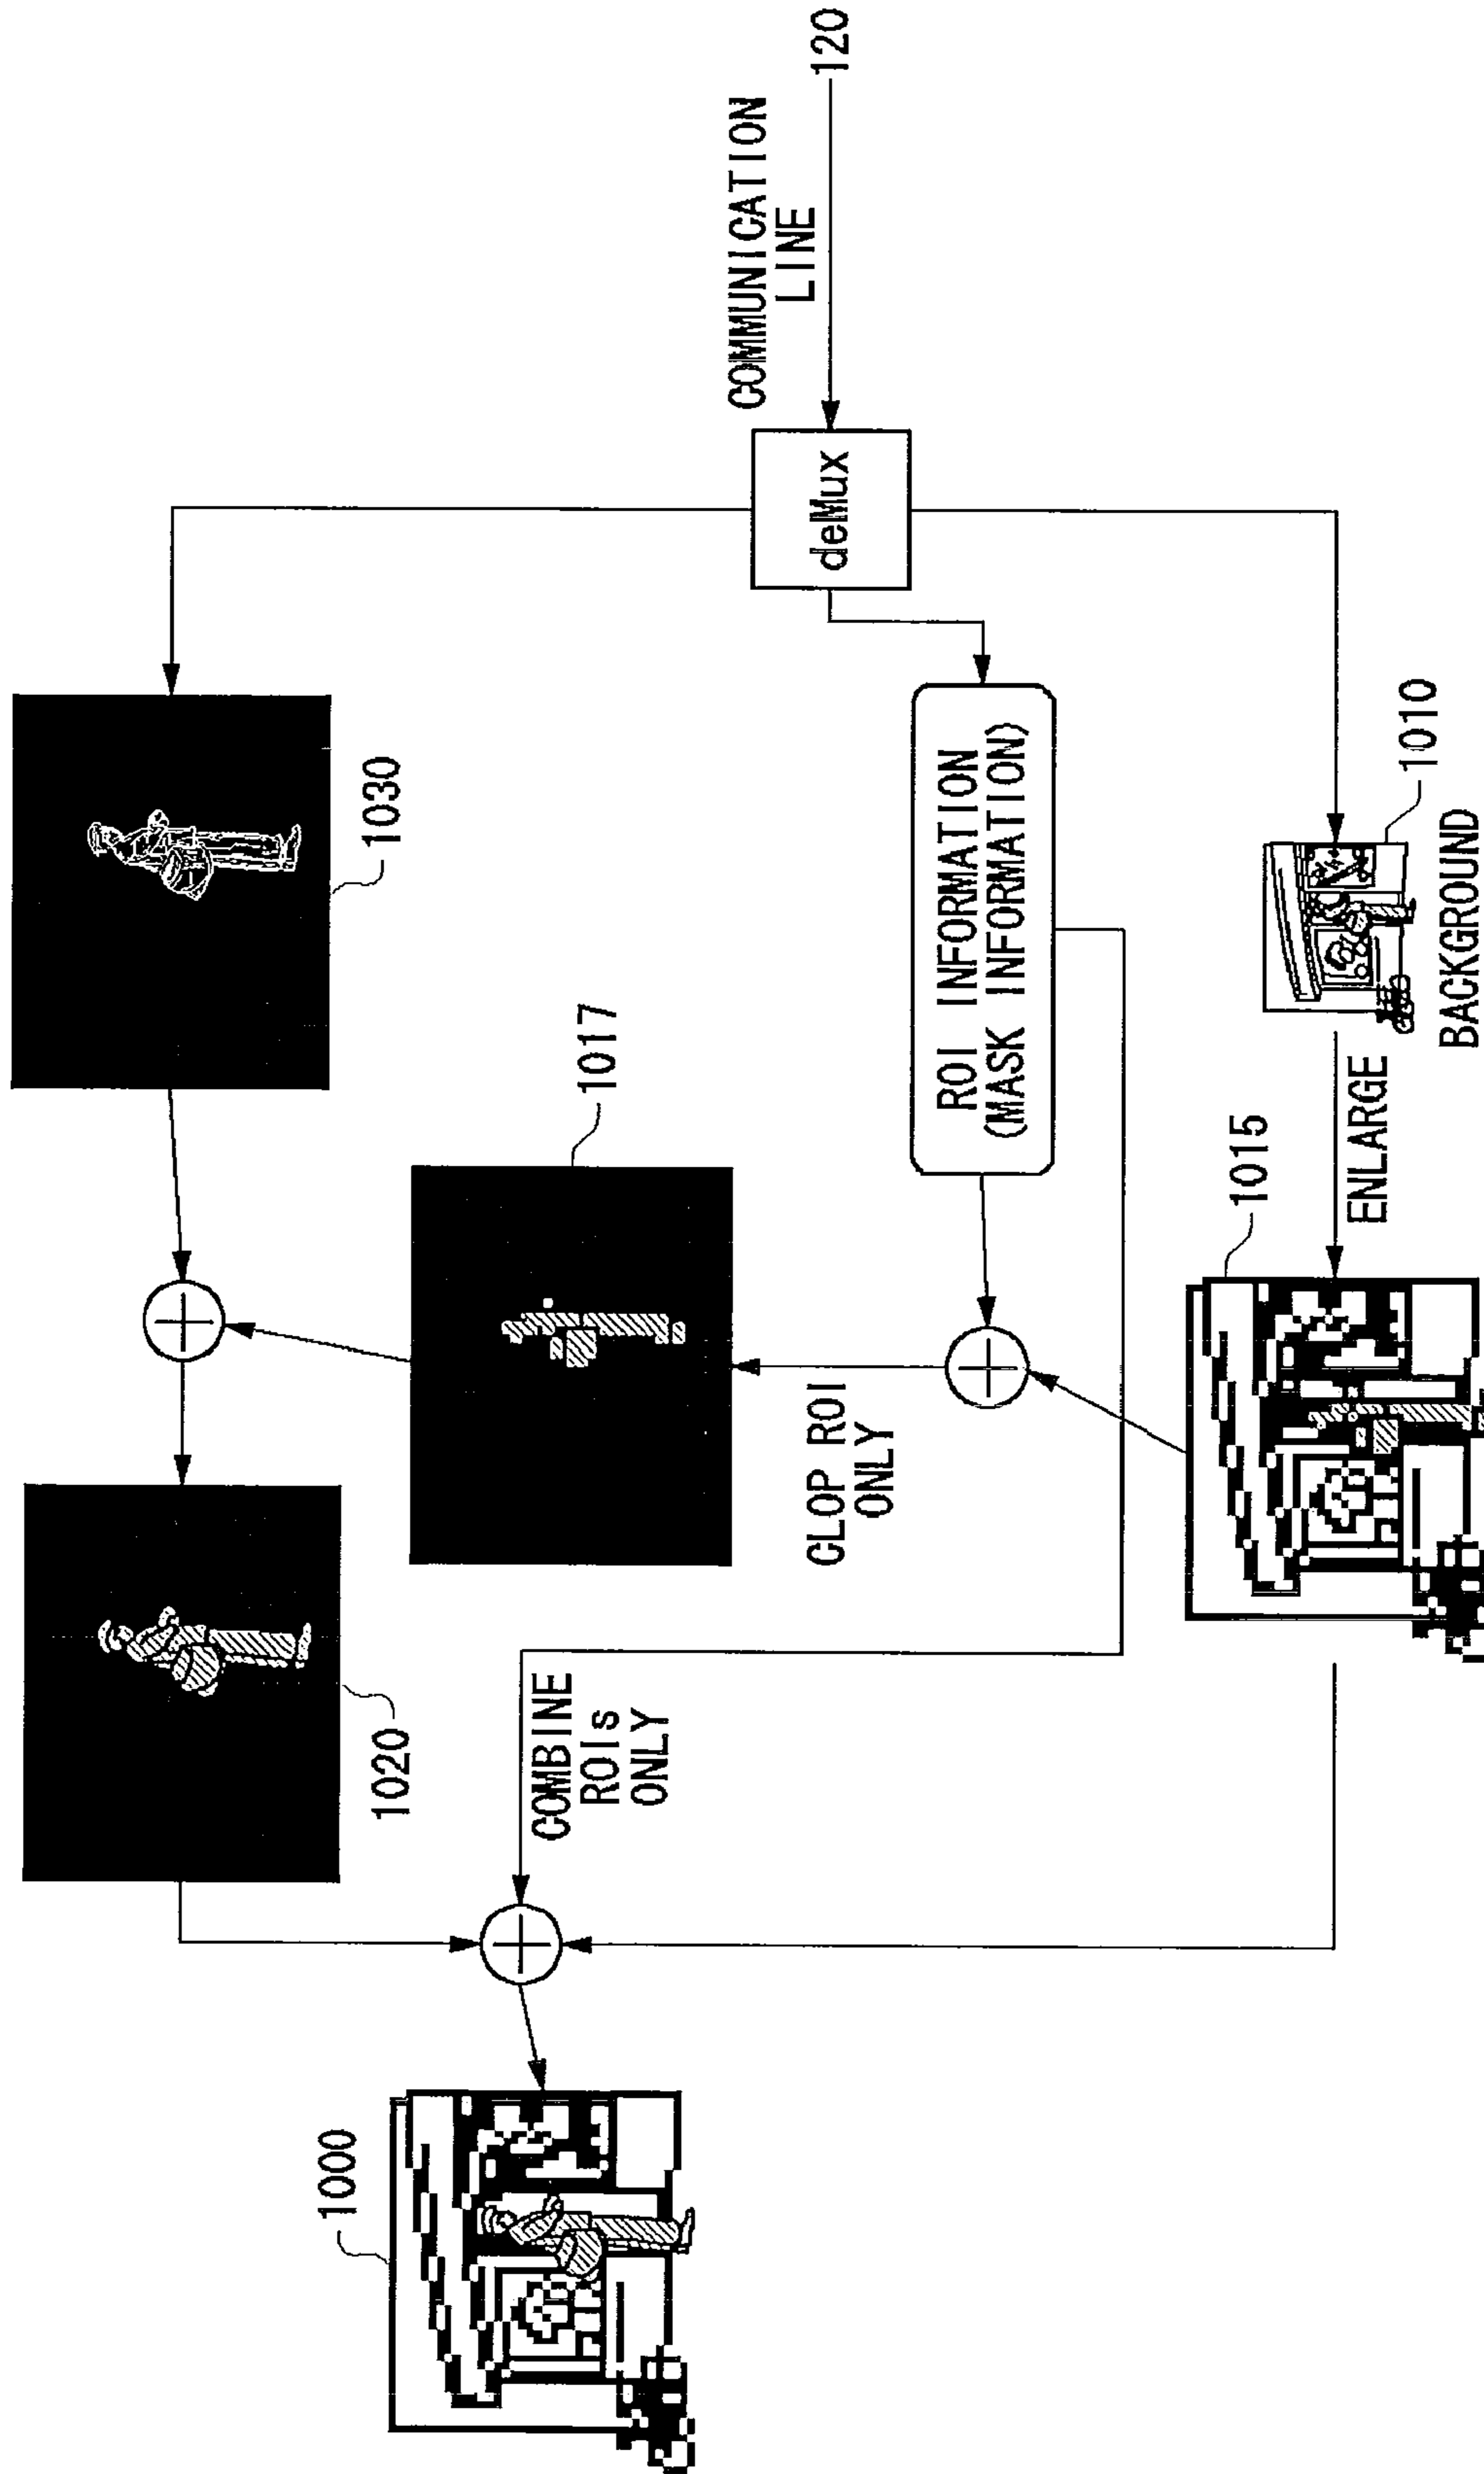 1000
1020
1030
COMBINE
ROIs
ONLY
1017
CLOP ROI
ONLY
COMMUNICATION
LINE
120
deMux
ROI INFORMATION
(MASK INFORMATION)
1015
ENLARGE
1010
BACKGROUND